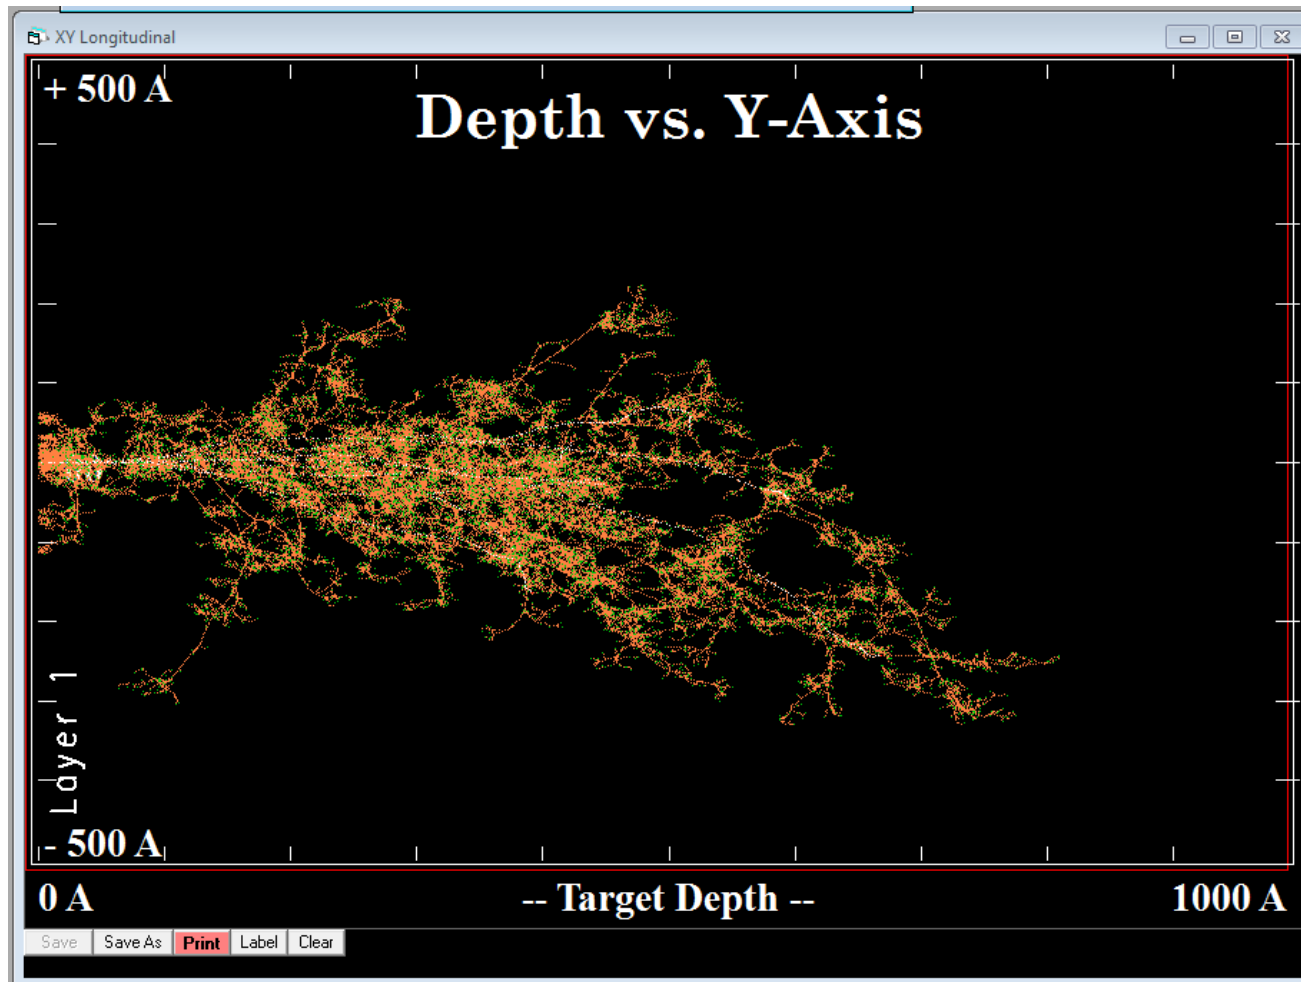 XY Longitudinal
+ 500 A
Depth vs. Y-Axis
Layer 1
- 500 A
0 A
-- Target Depth --
1000 A
Save
Save As
Print
Label
Clear